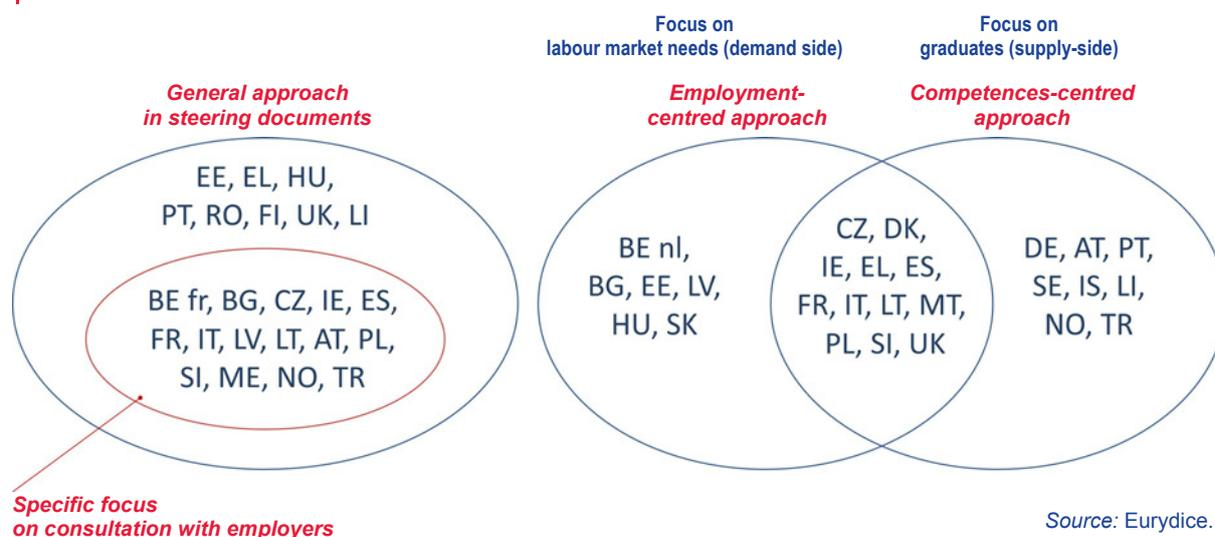 Focus on
labour market needs (demand side)
Focus on
graduates (supply-side)
General approach
in steering documents
Employment-
centred approach
Competences-centred
approach
EE, EL, HU,
PT, RO, FI, UK, LI
BE fr, BG, CZ, IE, ES,
FR, IT, LV, LT, AT, PL,
SI, ME, NO, TR
BE nl,
BG, EE, LV,
HU, SK
CZ, DK,
IE, EL, ES,
FR, IT, LT, MT,
PL, SI, UK
DE, AT, PT,
SE, IS, LI,
NO, TR
Specific focus
on consultation with employers
Source: Eurydice.